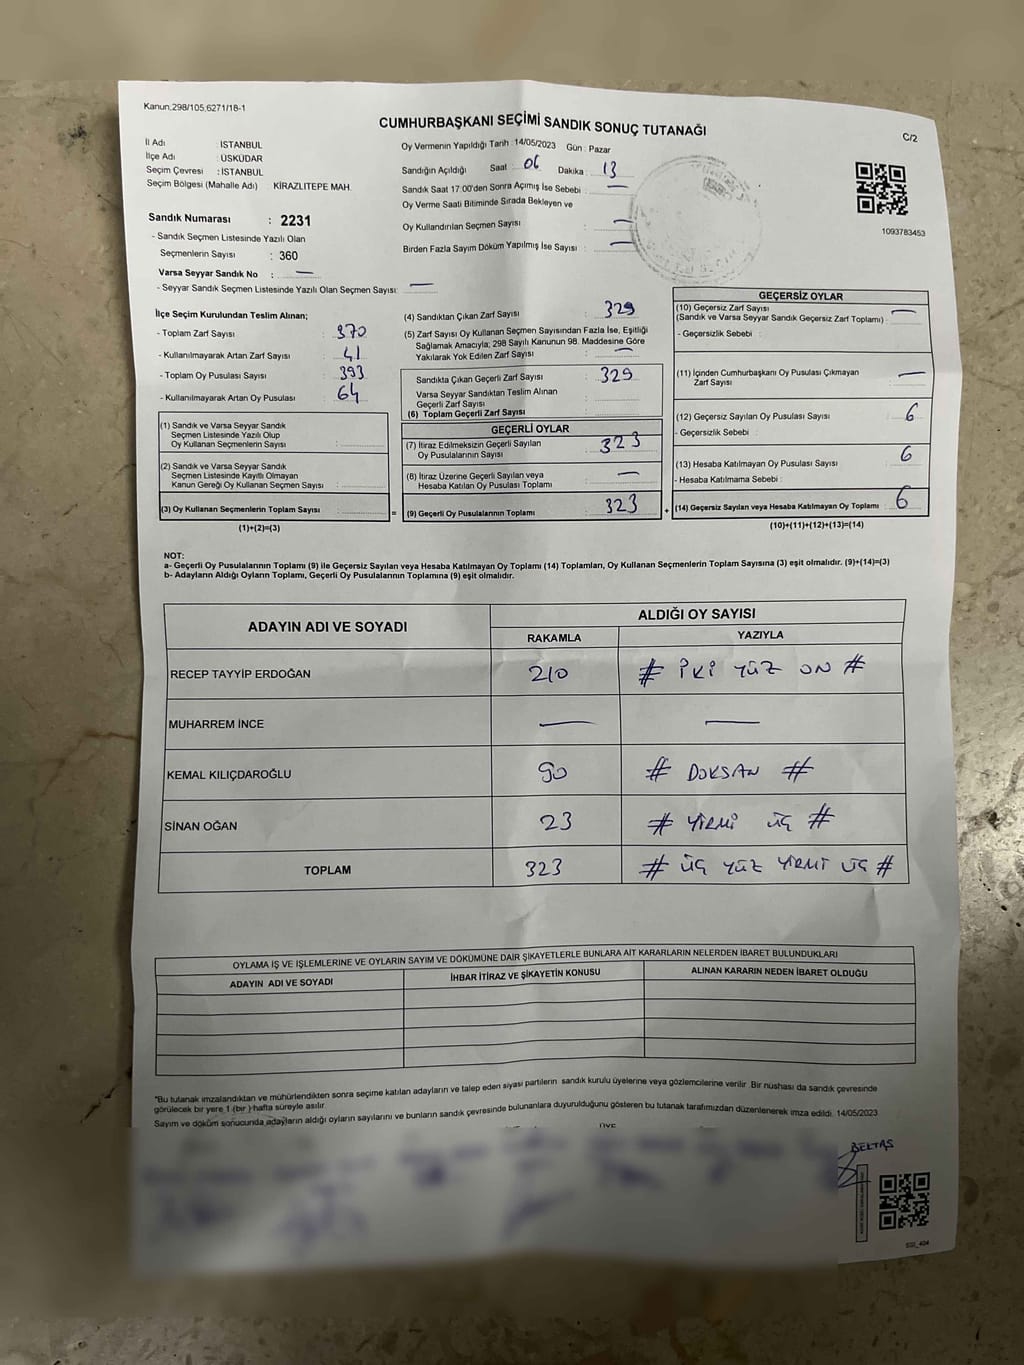 Kanun:298/105,6271/18-1
CUMHURBAŞKANI SEÇİMİ SANDIK SONUÇ TUTANAĞI
C/2
İl Adı : İSTANBUL
İlçe Adı : ÜSKÜDAR
Seçim Çevresi : İSTANBUL
Seçim Bölgesi (Mahalle Adı) KİRAZLITEPE MAH.
Oy Vermenin Yapıldığı Tarih : 14/05/2023 Gün : Pazar
Sandığın Açıldığı Saat : 06 Dakika : 13
Sandık Saat 17:00'den Sonra Açımış İse Sebebi : —
Oy Verme Saati Bitiminde Sırada Bekleyen ve
Oy Kullandırılan Seçmen Sayısı : —
Birden Fazla Sayım Döküm Yapılmış İse Sayısı : —
1093783453
Sandık Numarası : 2231
- Sandık Seçmen Listesinde Yazılı Olan
Seçmenlerin Sayısı : 360
Varsa Seyyar Sandık No : —
- Seyyar Sandık Seçmen Listesinde Yazılı Olan Seçmen Sayısı: —
İlçe Seçim Kurulundan Teslim Alınan;
- Toplam Zarf Sayısı : 370
- Kullanılmayarak Artan Zarf Sayısı : 41
- Toplam Oy Pusulası Sayısı : 393
- Kullanılmayarak Artan Oy Pusulası : 64
(1) Sandık ve Varsa Seyyar Sandık
Seçmen Listesinde Yazılı Olup
Oy Kullanan Seçmenlerin Sayısı :
(2) Sandık ve Varsa Seyyar Sandık
Seçmen Listesinde Kayıtlı Olmayan
Kanun Gereği Oy Kullanan Seçmen Sayısı :
(3) Oy Kullanan Seçmenlerin Toplam Sayısı :
(1)+(2)=(3)
(4) Sandıktan Çıkan Zarf Sayısı : 329
(5) Zarf Sayısı Oy Kullanan Seçmen Sayısından Fazla İse, Eşitliği
Sağlamak Amacıyla; 298 Sayılı Kanunun 98. Maddesine Göre
Yakılarak Yok Edilen Zarf Sayısı : —
Sandıkta Çıkan Geçerli Zarf Sayısı : 329
Varsa Seyyar Sandıktan Teslim Alınan
Geçerli Zarf Sayısı :
(6) Toplam Geçerli Zarf Sayısı :
GEÇERLİ OYLAR
(7) İtiraz Edilmeksizin Geçerli Sayılan
Oy Pusulalarının Sayısı : 323
(8) İtiraz Üzerine Geçerli Sayılan veya
Hesaba Katılan Oy Pusulası Toplamı : —
(9) Geçerli Oy Pusulalarının Toplamı : 323
GEÇERSİZ OYLAR
(10) Geçersiz Zarf Sayısı
(Sandık ve Varsa Seyyar Sandık Geçersiz Zarf Toplamı) : —
- Geçersizlik Sebebi :
(11) İçinden Cumhurbaşkanı Oy Pusulası Çıkmayan
Zarf Sayısı : —
(12) Geçersiz Sayılan Oy Pusulası Sayısı : 6
- Geçersizlik Sebebi :
(13) Hesaba Katılmayan Oy Pusulası Sayısı : 6
- Hesaba Katılmama Sebebi :
(14) Geçersiz Sayılan veya Hesaba Katılmayan Oy Toplamı : 6
(10)+(11)+(12)+(13)=(14)
NOT:
a- Geçerli Oy Pusulalarının Toplamı (9) ile Geçersiz Sayılan veya Hesaba Katılmayan Oy Toplamı (14) Toplamları, Oy Kullanan Seçmenlerin Toplam Sayısına (3) eşit olmalıdır. (9)+(14)=(3)
b- Adayların Aldığı Oyların Toplamı, Geçerli Oy Pusulalarının Toplamına (9) eşit olmalıdır.
ADAYIN ADI VE SOYADI
ALDIĞI OY SAYISI
RAKAMLA YAZIYLA
RECEP TAYYİP ERDOĞAN 210 # İKİ YÜZ ON #
MUHARREM İNCE — —
KEMAL KILIÇDAROĞLU 90 # DOKSAN #
SİNAN OĞAN 23 # YİRMİ ÜÇ #
TOPLAM 323 # ÜÇ YÜZ YİRMİ ÜÇ #
OYLAMA İŞ VE İŞLEMLERİNE VE OYLARIN SAYIM VE DÖKÜMÜNE DAİR ŞİKAYETLERLE BUNLARA AİT KARARLARIN NELERDEN İBARET BULUNDUKLARI
ADAYIN ADI VE SOYADI İHBAR İTİRAZ VE ŞİKAYETİN KONUSU ALINAN KARARIN NEDEN İBARET OLDUĞU
"Bu tutanak imzalandıktan ve mühürlendikten sonra seçime katılan adayların ve talep eden siyasi partilerin sandık kurulu üyelerine veya gözlemcilerine verilir. Bir nüshası da sandık çevresinde
görülecek bir yere 1 (bir) hafta süreyle asılır.
Sayım ve döküm sonucunda adayların aldığı oyların sayılarını ve bunların sandık çevresinde bulunanlara duyurulduğunu gösteren bu tutanak tarafımızdan düzenlenerek imza edildi. 14/05/2023
ÜYE
BEKTAŞ